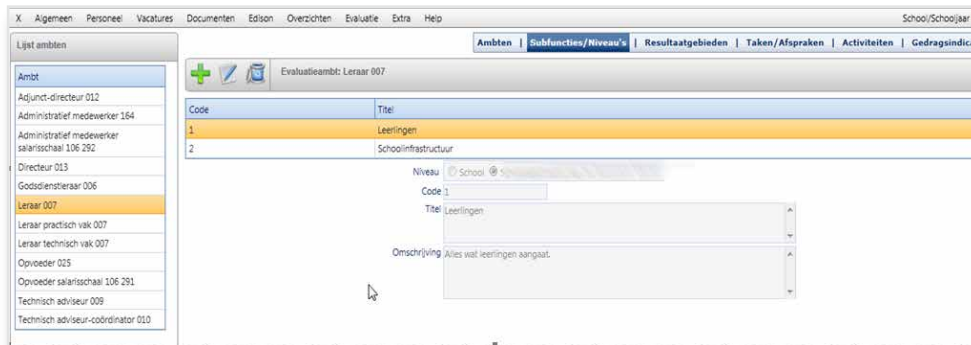 X Algemeen Personeel Vacatures Documenten Edison Overzichten Evaluatie Extra Help School/Schooljaar
Lijst ambten
Ambten | Subfuncties/Niveau's | Resultaatgebieden | Taken/Afspraken | Activiteiten | Gedragsindica
Evaluatieambt: Leraar 007
Ambt
Adjunct-directeur 012
Administratief medewerker 164
Administratief medewerker
salarisschaal 106 292
Directeur 013
Godsdienstleraar 006
Leraar 007
Leraar practisch vak 007
Leraar technisch vak 007
Opvoeder 025
Opvoeder salarisschaal 106 291
Technisch adviseur 009
Technisch adviseur-coördinator 010
Code Titel
1 Leerlingen
2 Schoolinfrastructuur
Niveau School
Code 1
Titel Leerlingen
Omschrijving Alles wat leerlingen aangaat.